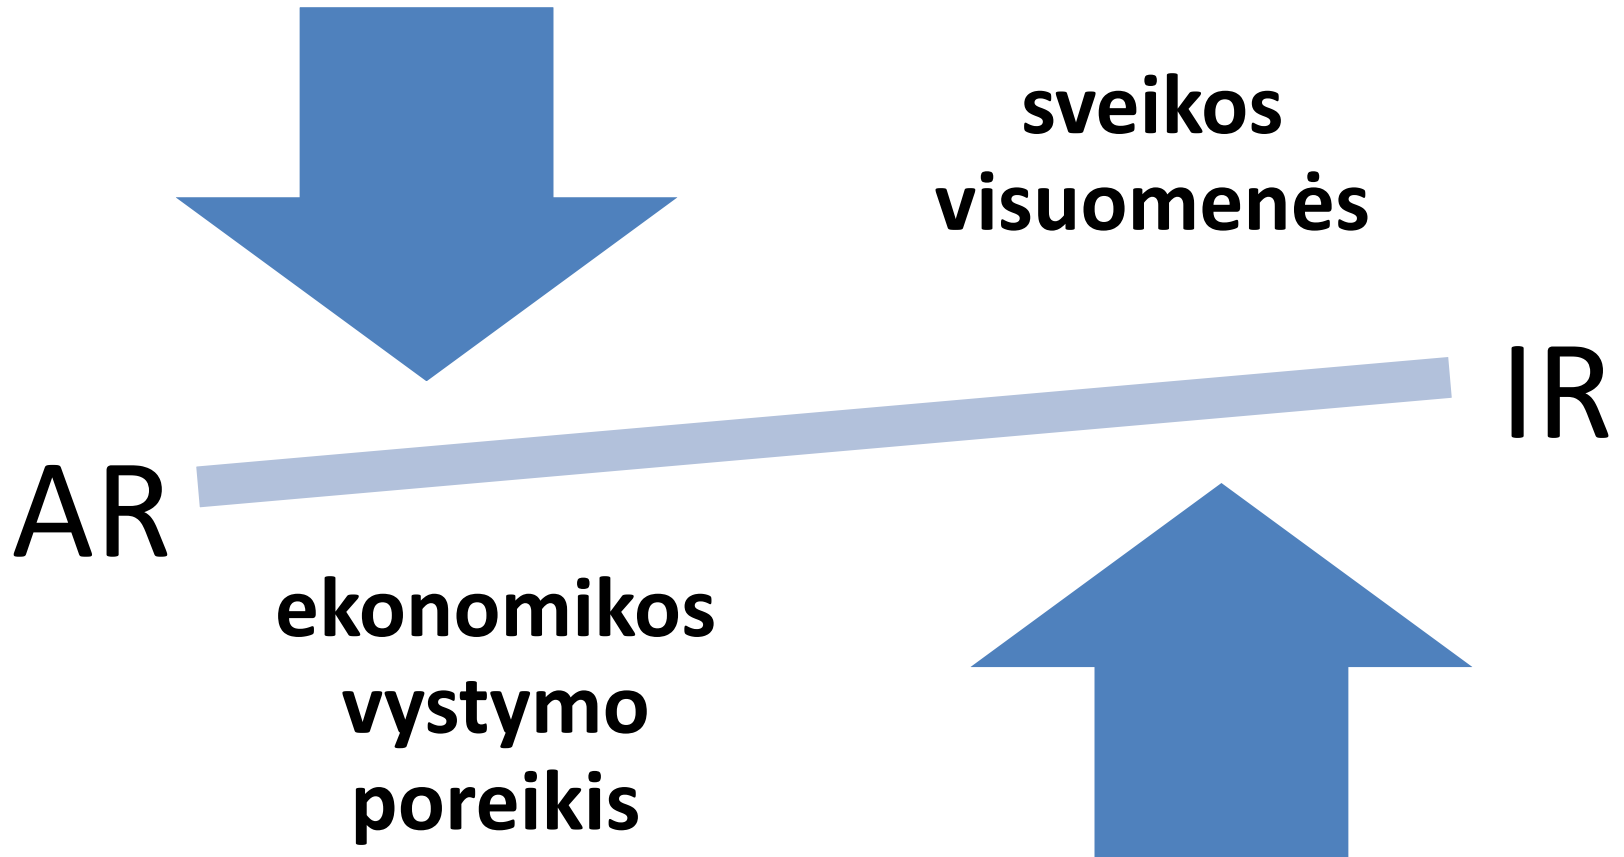 sveikos
visuomenės
IR
AR
ekonomikos
vystymo
poreikis